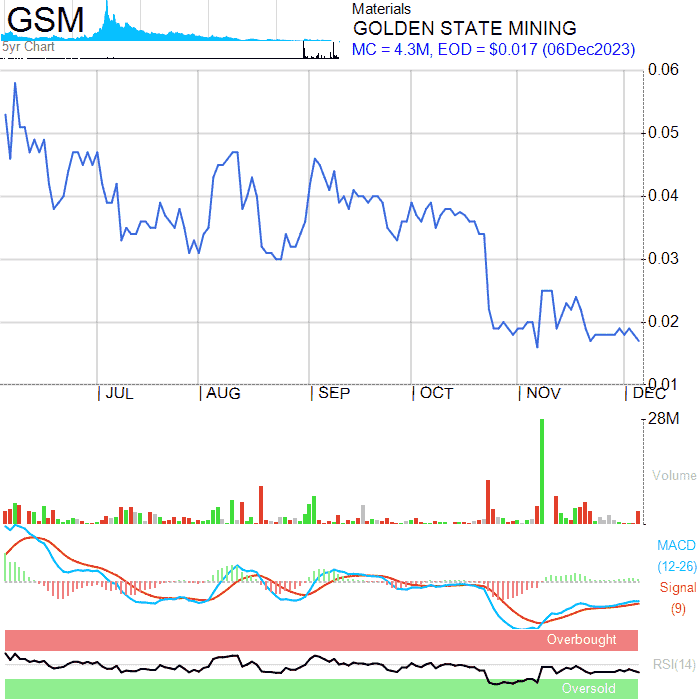 GSM
5yr Chart
Materials
GOLDEN STATE MINING
MC = 4.3M, EOD = $0.017 (06Dec2023)
0.06
0.05
0.04
0.03
0.02
0.01
JUL AUG SEP OCT NOV DEC
28M
Volume
MACD
(12-26)
Signal
(9)
Overbought
RSI(14)
Oversold